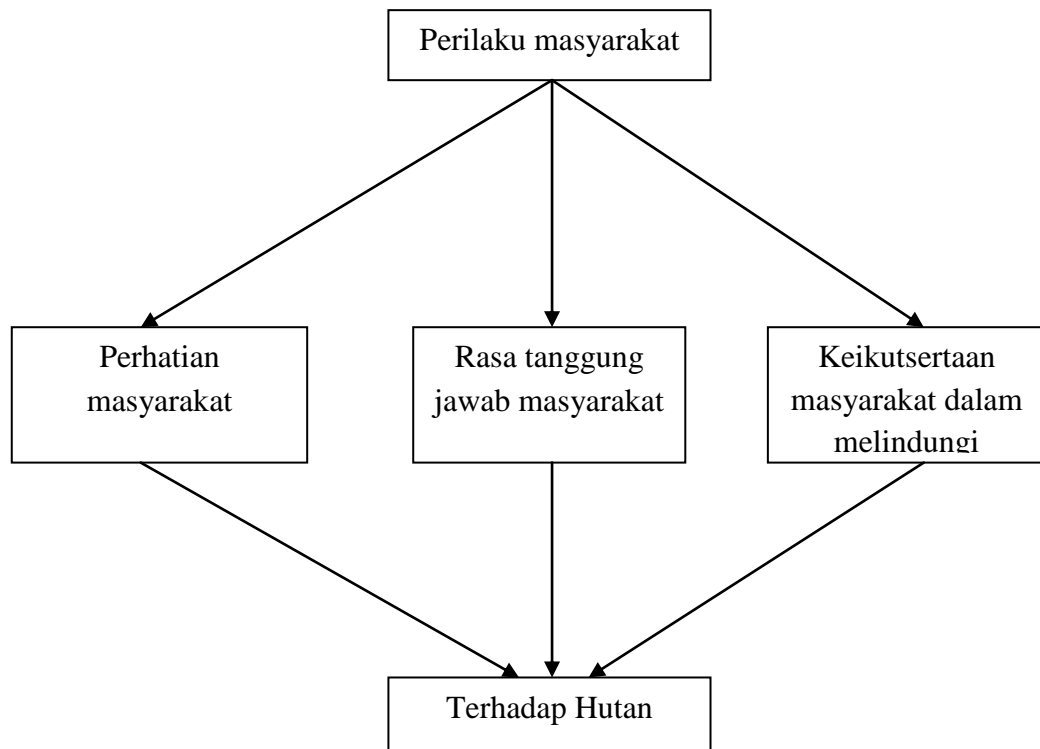 Perilaku masyarakat
Perhatian
masyarakat
Rasa tanggung
jawab masyarakat
Keikutsertaan
masyarakat dalam
melindungi
Terhadap Hutan